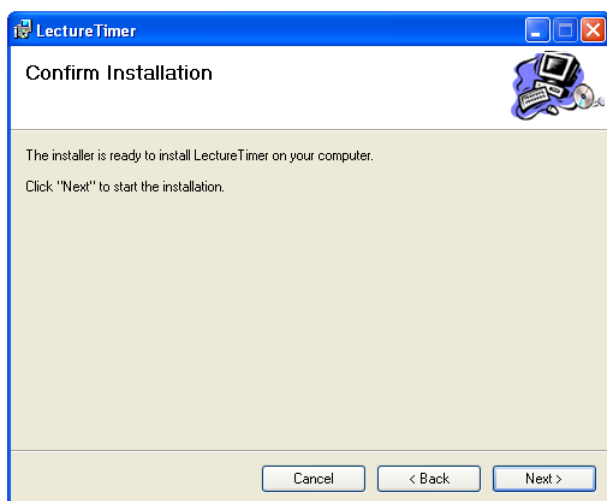 LectureTimer
Confirm Installation
The installer is ready to install LectureTimer on your computer.
Click "Next" to start the installation.
Cancel
< Back
Next >